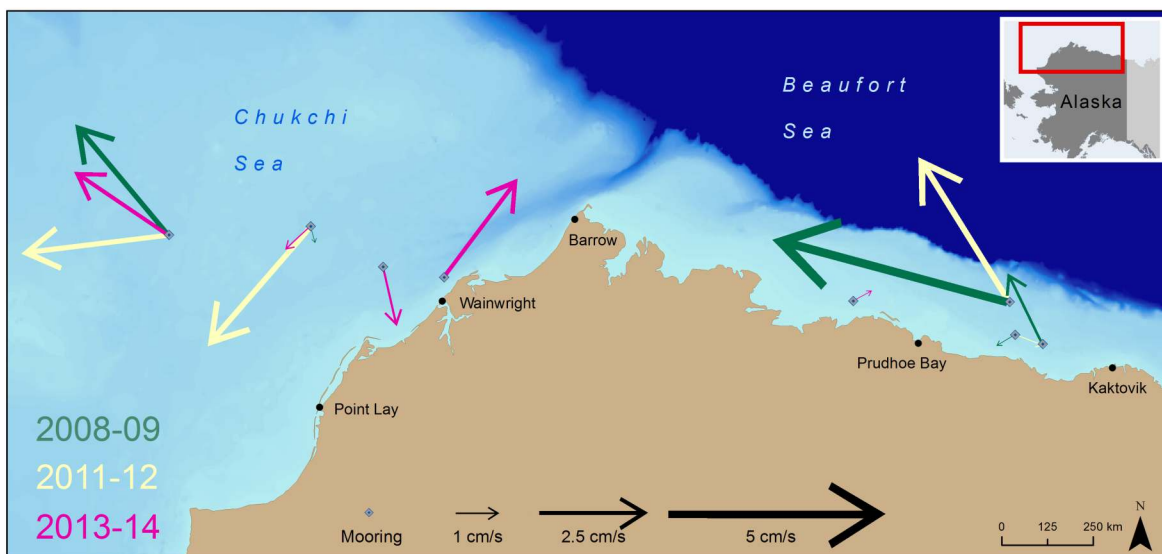 Chukchi
Sea
Beaufort
Sea
Alaska
Barrow
Wainwright
Prudhoe Bay
Kaktovik
Point Lay
2008-09
2011-12
2013-14
Mooring
1 cm/s
2.5 cm/s
5 cm/s
0 125 250 km
N